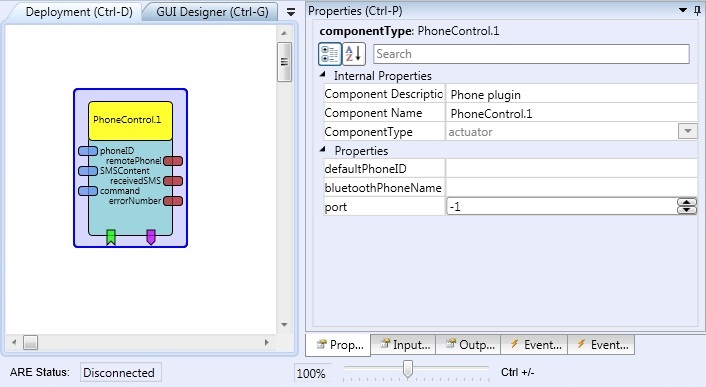 Deployment (Ctrl-D)
GUI Designer (Ctrl-G)
PhoneControl.1
phoneID
remotePhoneI
SMSContent
receivedSMS
command
errorNumber
Properties (Ctrl-P)
componentType: PhoneControl.1
Search
Internal Properties
Component Descriptio Phone plugin
Component Name PhoneControl.1
ComponentType actuator
Properties
defaultPhoneID
bluetoothPhoneName
port -1
Prop... Input... Outp... Event... Event...
ARE Status: Disconnected 100% Ctrl +/-